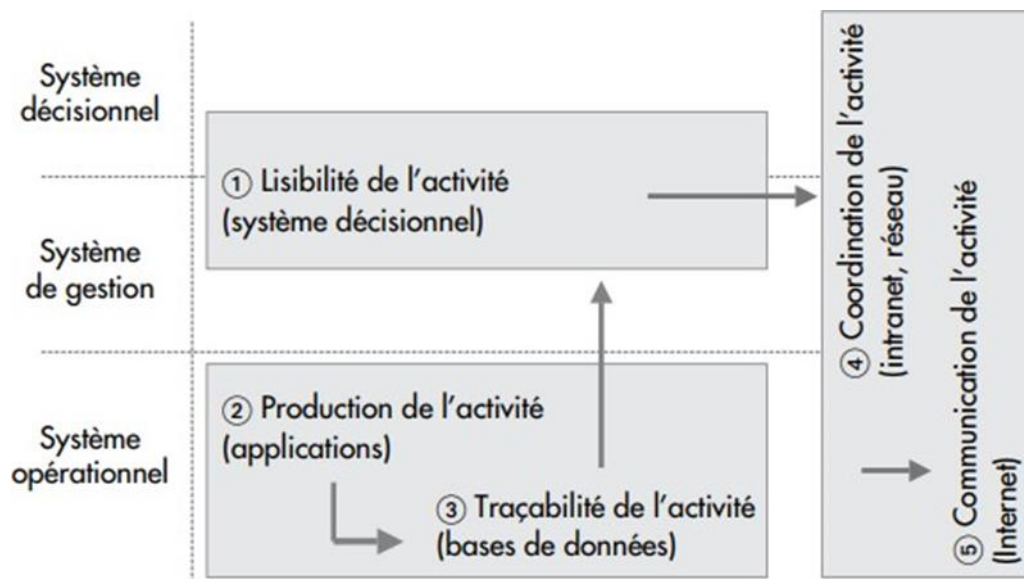 Système
décisionnel
① Lisibilité de l'activité
(système décisionnel)
Système
de gestion
② Production de l'activité
(applications)
Système
opérationnel
③ Traçabilité de l'activité
(bases de données)
④ Coordination de l'activité
(intranet, réseau)
⑤ Communication de l'activité
(Internet)